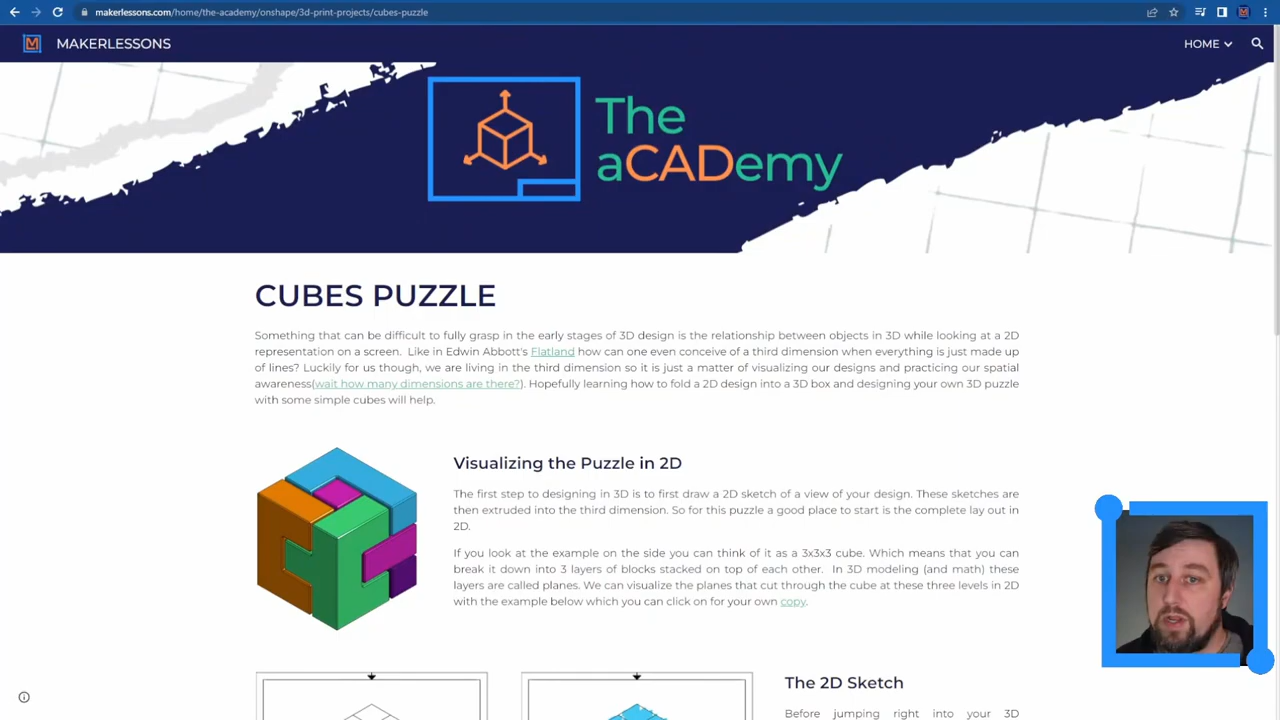 makerlessons.com/home/the-academy/onshape/3d-print-projects/cubes-puzzle
MAKERLESSONS
HOME
The
aCADemy
CUBES PUZZLE
Something that can be difficult to fully grasp in the early stages of 3D design is the relationship between objects in 3D while looking at a 2D
representation on a screen. Like in Edwin Abbott's Flatland how can one even conceive of a third dimension when everything is just made up
of lines? Luckily for us though, we are living in the third dimension so it is just a matter of visualizing our designs and practicing our spatial
awareness(wait how many dimensions are there?). Hopefully learning how to fold a 2D design into a 3D box and designing your own 3D puzzle
with some simple cubes will help.
Visualizing the Puzzle in 2D
The first step to designing in 3D is to first draw a 2D sketch of a view of your design. These sketches are
then extruded into the third dimension. So for this puzzle a good place to start is the complete lay out in
2D.
If you look at the example on the side you can think of it as a 3x3x3 cube. Which means that you can
break it down into 3 layers of blocks stacked on top of each other. In 3D modeling (and math) these
layers are called planes. We can visualize the planes that cut through the cube at these three levels in 2D
with the example below which you can click on for your own copy.
The 2D Sketch
Before jumping right into your 3D